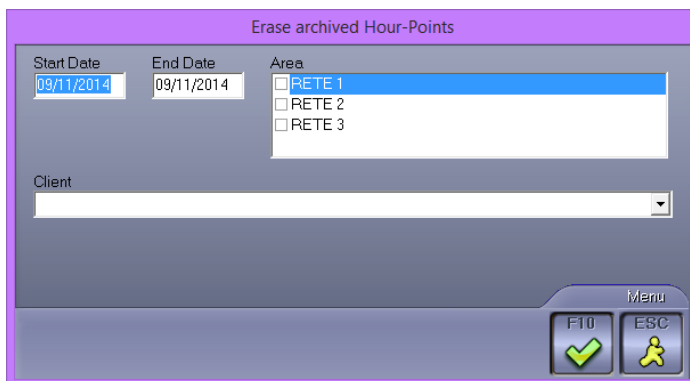 Erase archived Hour-Points
Start Date End Date Area
09/11/2014 09/11/2014 RETE 1
RETE 2
RETE 3
Client
Menu
F10 ESC